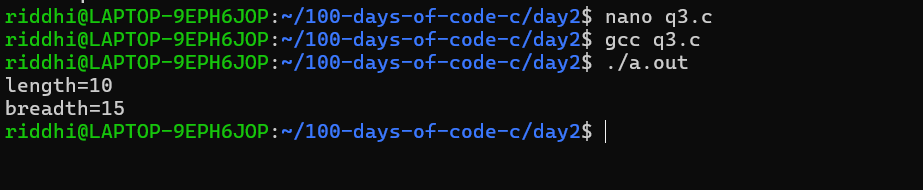 riddhi@LAPTOP-9EPH6JOP:~/100-days-of-code-c/day2$ nano q3.c
riddhi@LAPTOP-9EPH6JOP:~/100-days-of-code-c/day2$ gcc q3.c
riddhi@LAPTOP-9EPH6JOP:~/100-days-of-code-c/day2$ ./a.out
length=10
breadth=15
riddhi@LAPTOP-9EPH6JOP:~/100-days-of-code-c/day2$